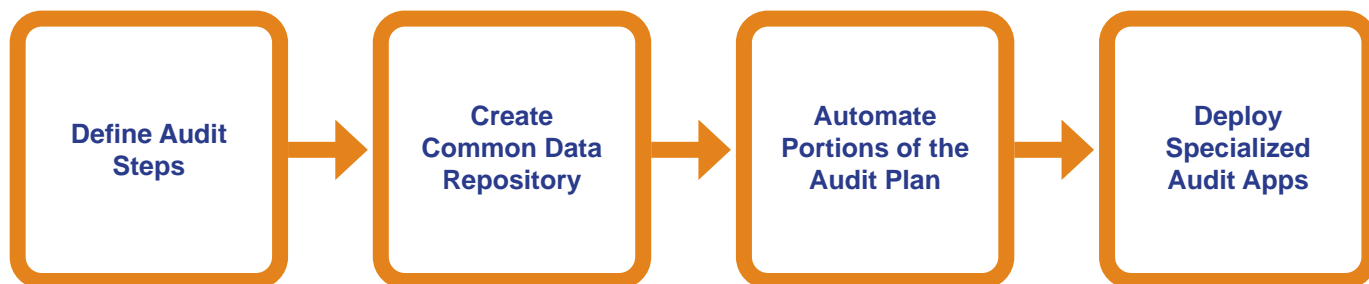 Define Audit
Steps
Create
Common Data
Repository
Automate
Portions of the
Audit Plan
Deploy
Specialized
Audit Apps